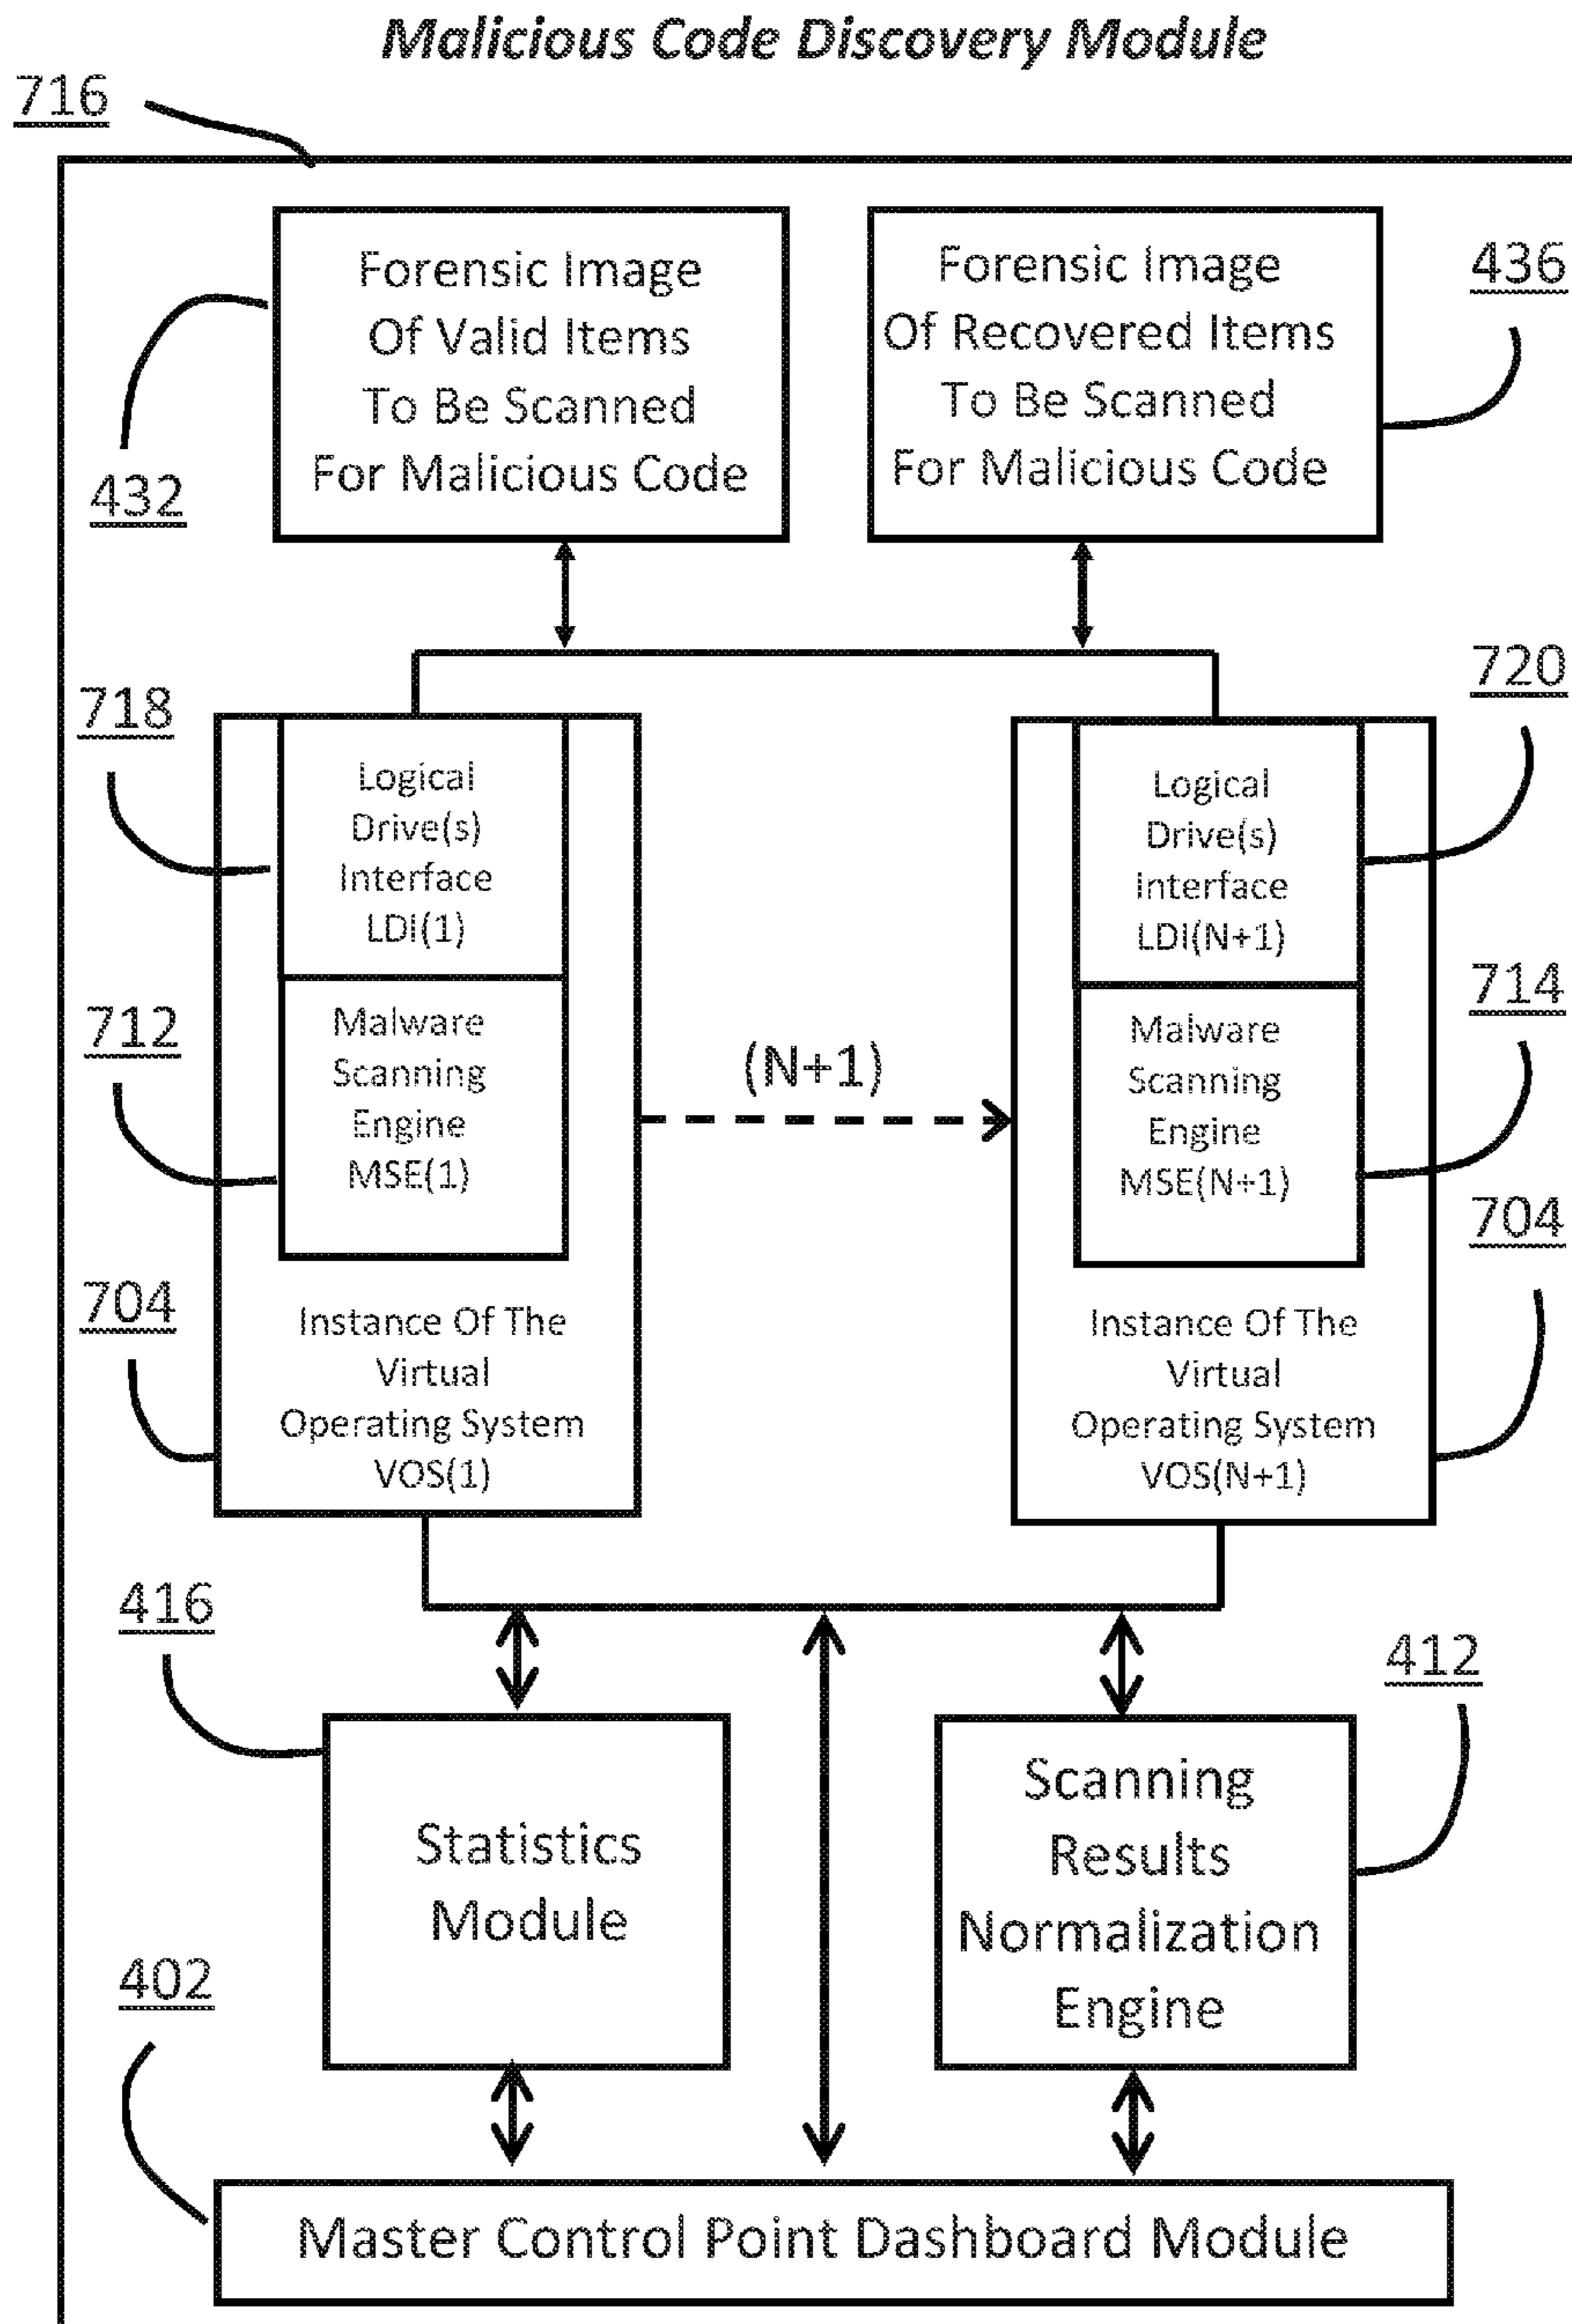 Malicious Code Discovery Module
716
Forensic Image
Of Valid Items
To Be Scanned
For Malicious Code
432
Forensic Image
Of Recovered Items
To Be Scanned
For Malicious Code
436
718
Logical
Drive(s)
Interface
LDI(1)
712
Malware
Scanning
Engine
MSE(1)
704
Instance Of The
Virtual
Operating System
VOS(1)
(N+1)
Logical
Drive(s)
Interface
LDI(N+1)
720
Malware
Scanning
Engine
MSE(N+1)
714
704
Instance Of The
Virtual
Operating System
VOS(N+1)
416
Statistics
Module
Scanning
Results
Normalization
Engine
412
402
Master Control Point Dashboard Module